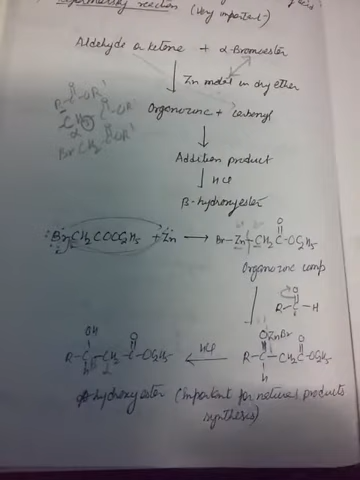 Reformatsky reaction (Very important)
Aldehyde or ketone + α-Bromoester
Zn metal in dry ether
Organozinc + carbonyl
Addition product
HCl
β-hydroxyester
BrCH2COOC2H5 + Zn → Br-Zn-CH2-C-OC2H5
O
Organozinc comp
O
R-C-H
OH O OZnBr O
R-C-CH2-C-OC2H5 ← HCl R-C-CH2C-OC2H5
H H
β-hydroxyester (Important for natural products
synthesis)